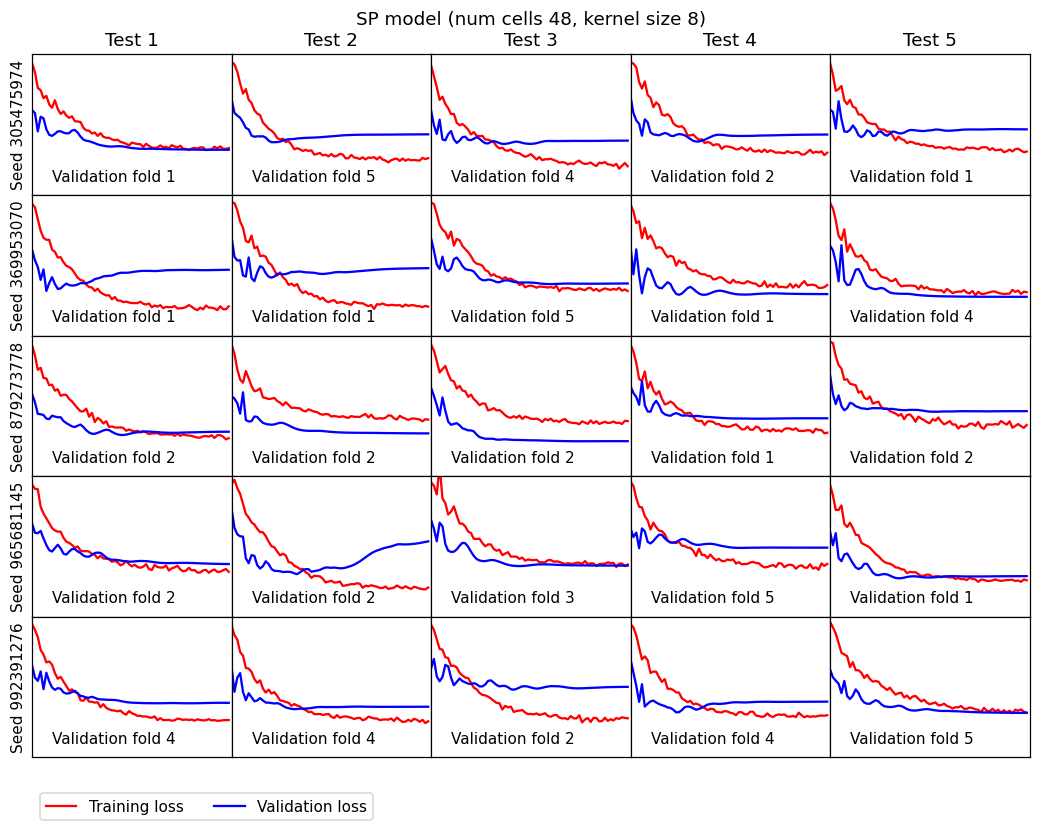 SP model (num cells 48, kernel size 8)
Test 1 Test 2 Test 3 Test 4 Test 5
Seed 305475974
Validation fold 1 Validation fold 5 Validation fold 4 Validation fold 2 Validation fold 1
Seed 369953070
Validation fold 1 Validation fold 1 Validation fold 5 Validation fold 1 Validation fold 4
Seed 879273778
Validation fold 2 Validation fold 2 Validation fold 2 Validation fold 1 Validation fold 2
Seed 965681145
Validation fold 2 Validation fold 2 Validation fold 3 Validation fold 5 Validation fold 1
Seed 992391276
Validation fold 4 Validation fold 4 Validation fold 2 Validation fold 4 Validation fold 5
Training loss Validation loss